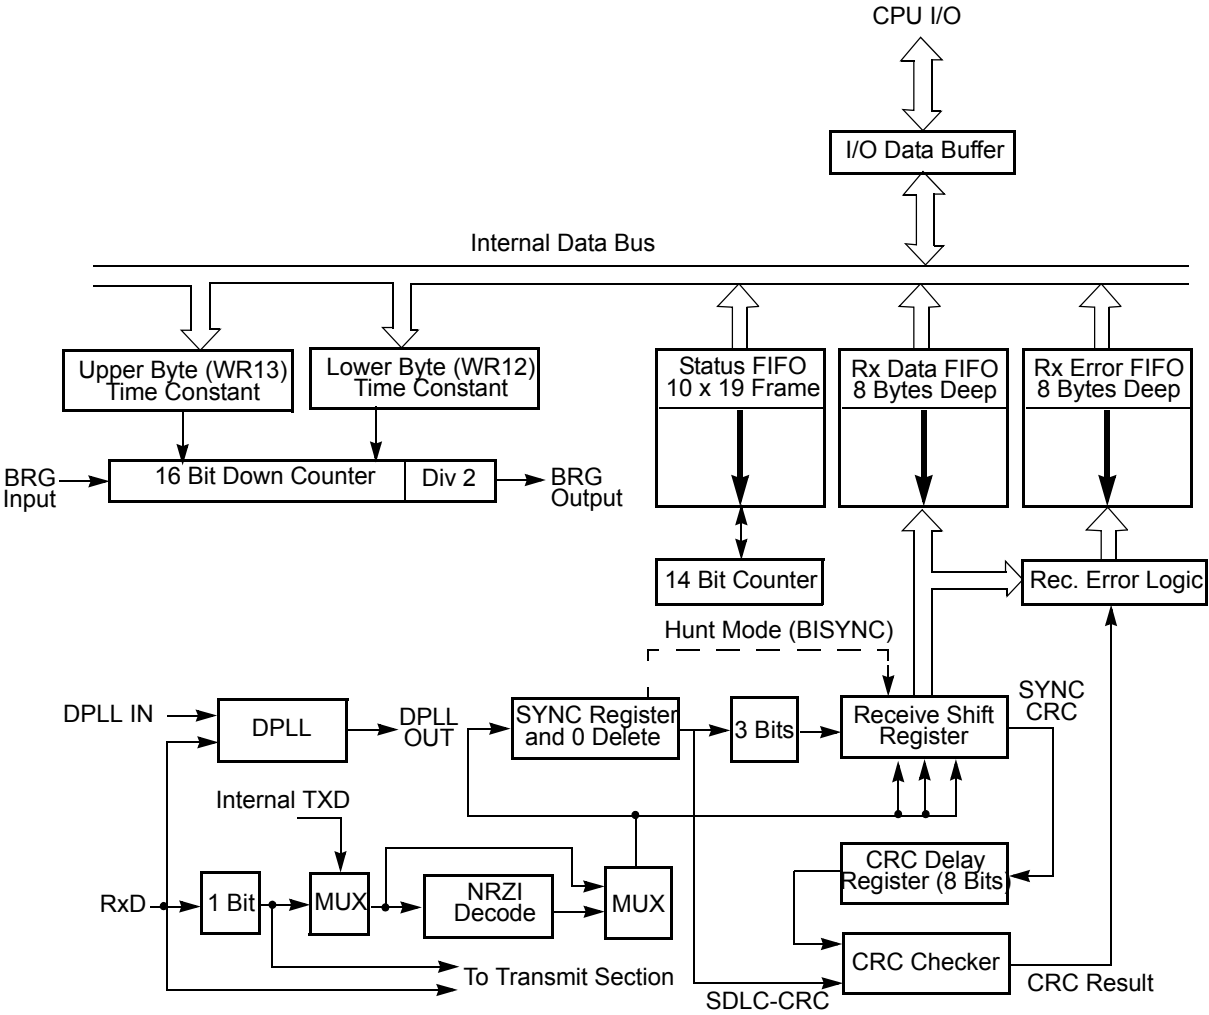 CPU I/O
I/O Data Buffer
Internal Data Bus
Upper Byte (WR13)
Time Constant
Lower Byte (WR12)
Time Constant
Status FIFO
10 x 19 Frame
Rx Data FIFO
8 Bytes Deep
Rx Error FIFO
8 Bytes Deep
BRG
Input
16 Bit Down Counter
Div 2
BRG
Output
14 Bit Counter
Rec. Error Logic
Hunt Mode (BISYNC)
DPLL IN
DPLL
DPLL
OUT
SYNC Register
and 0 Delete
3 Bits
Receive Shift
Register
SYNC
CRC
Internal TXD
RxD
1 Bit
MUX
NRZI
Decode
MUX
CRC Delay
Register (8 Bits)
CRC Checker
To Transmit Section
SDLC-CRC
CRC Result